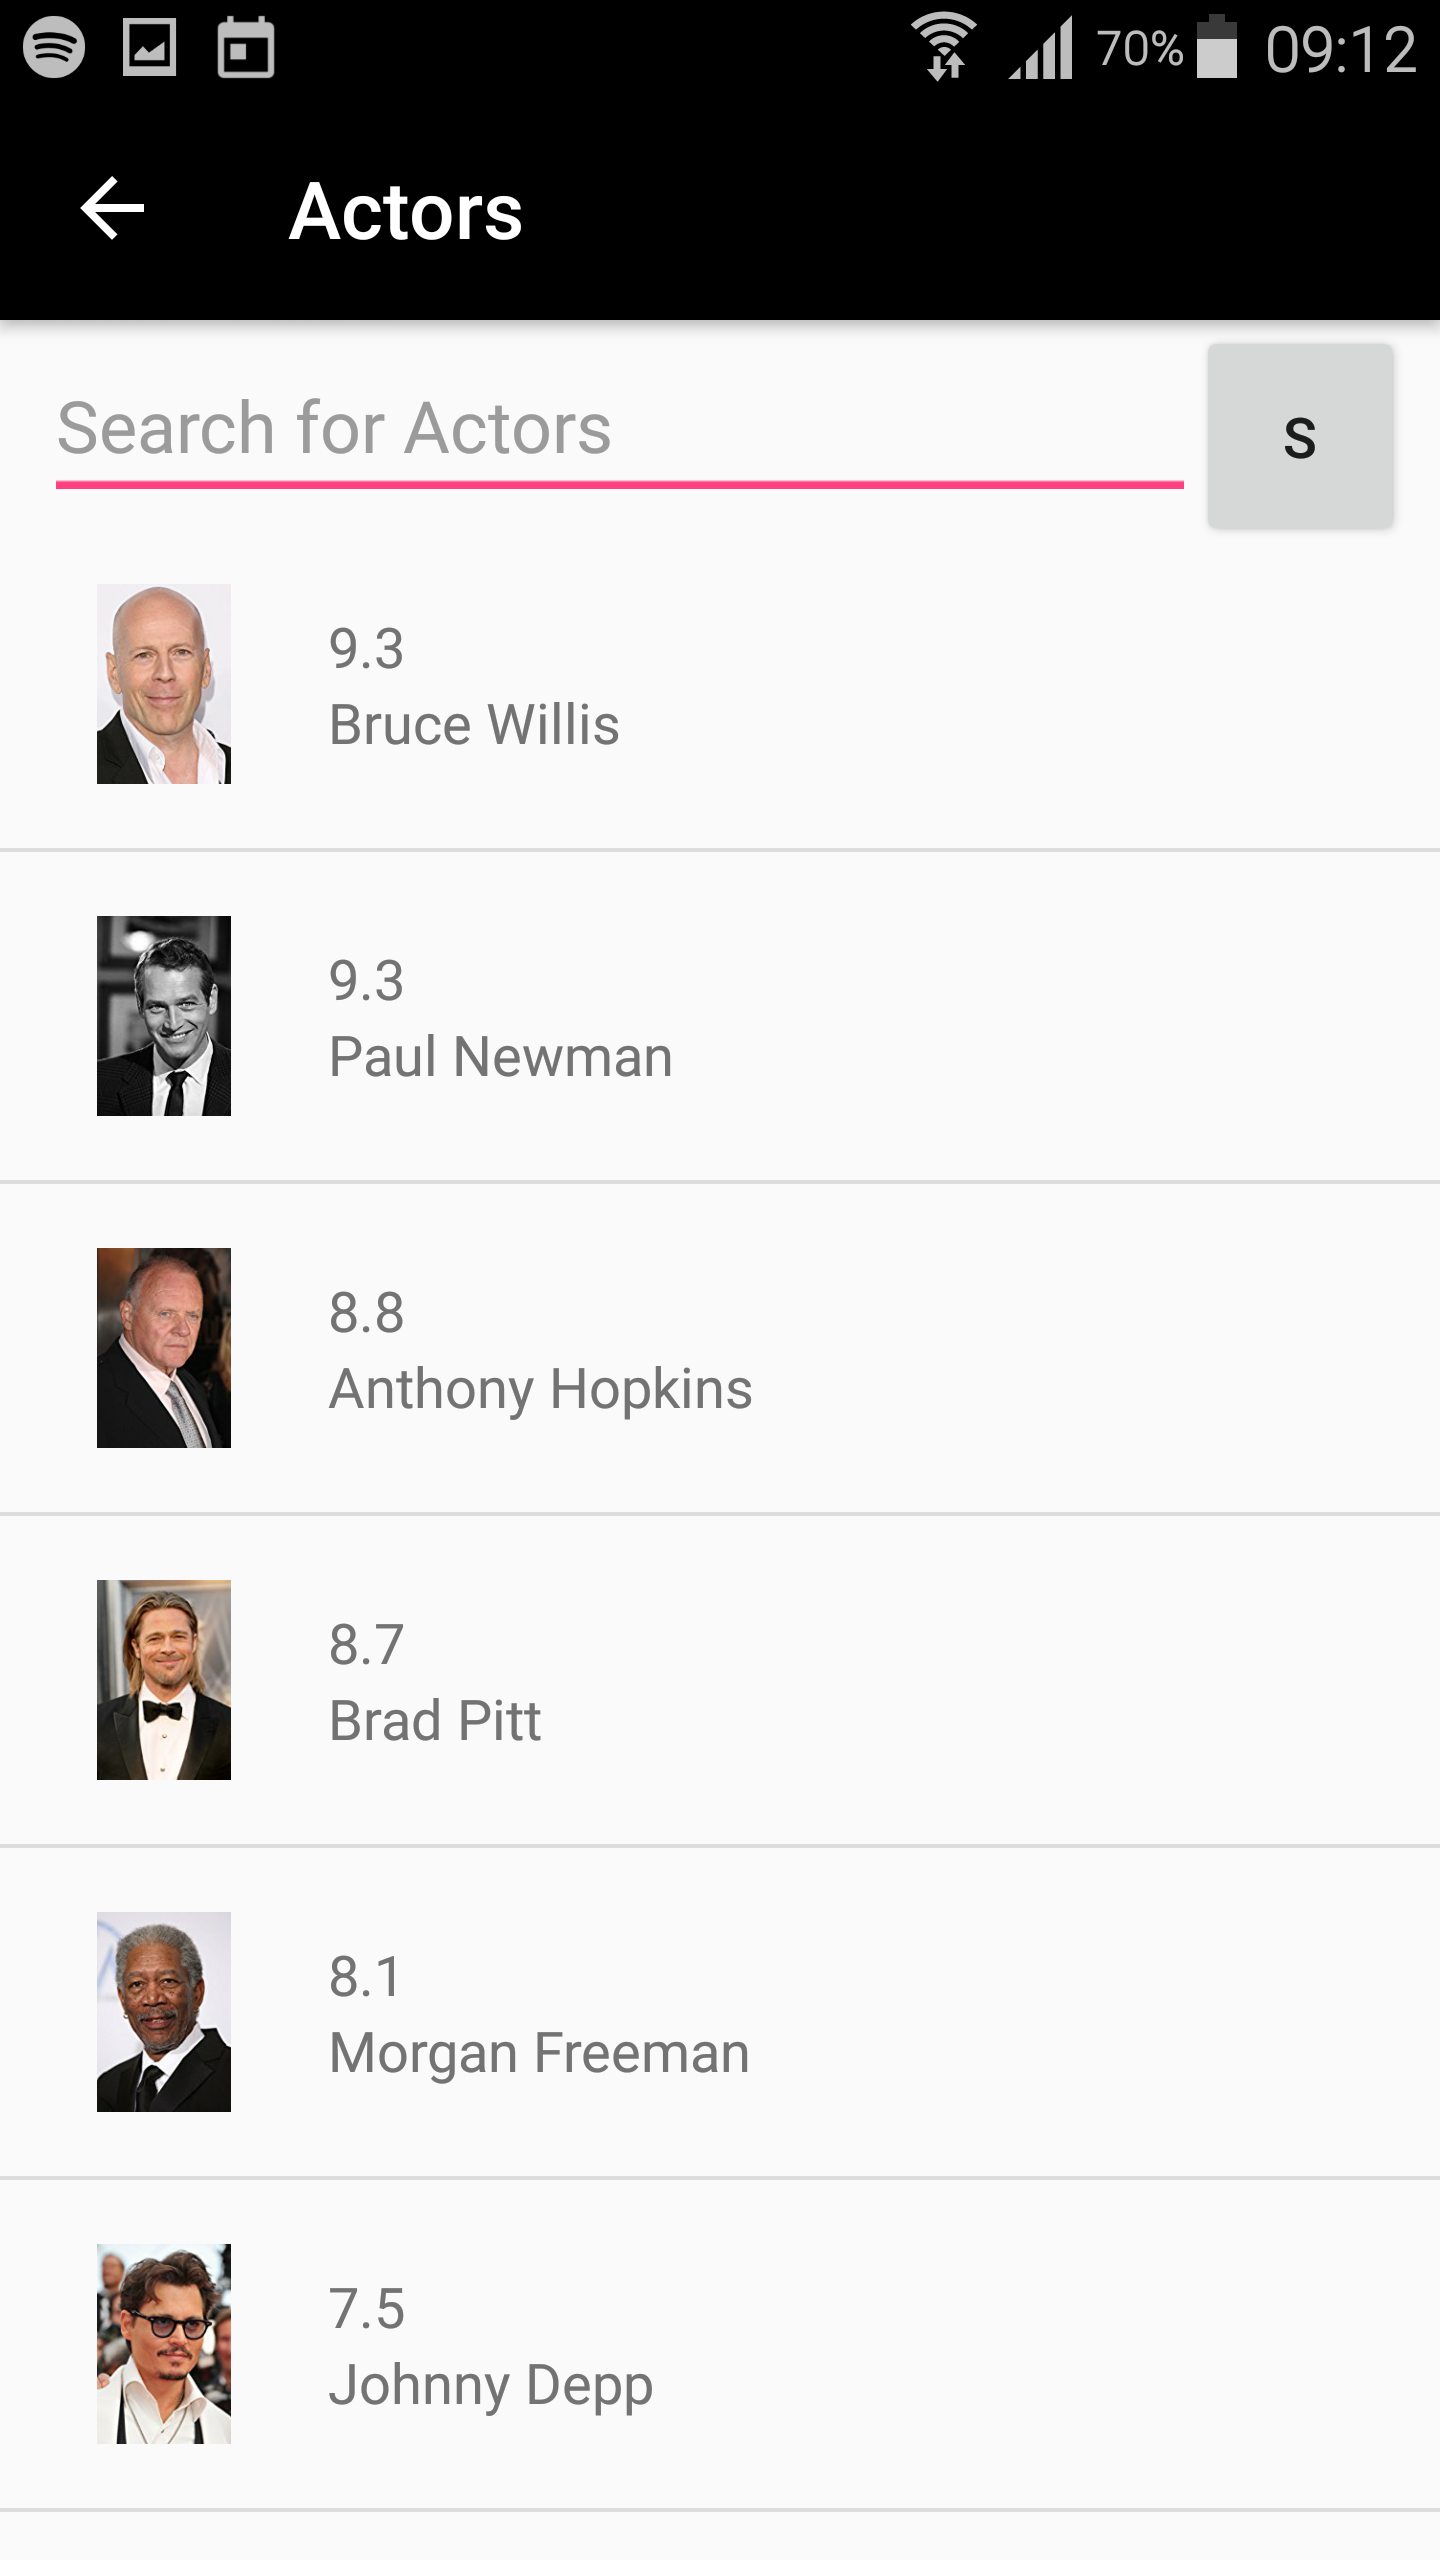 70% 09:12
Actors
Search for Actors
S
9.3
Bruce Willis
9.3
Paul Newman
8.8
Anthony Hopkins
8.7
Brad Pitt
8.1
Morgan Freeman
7.5
Johnny Depp